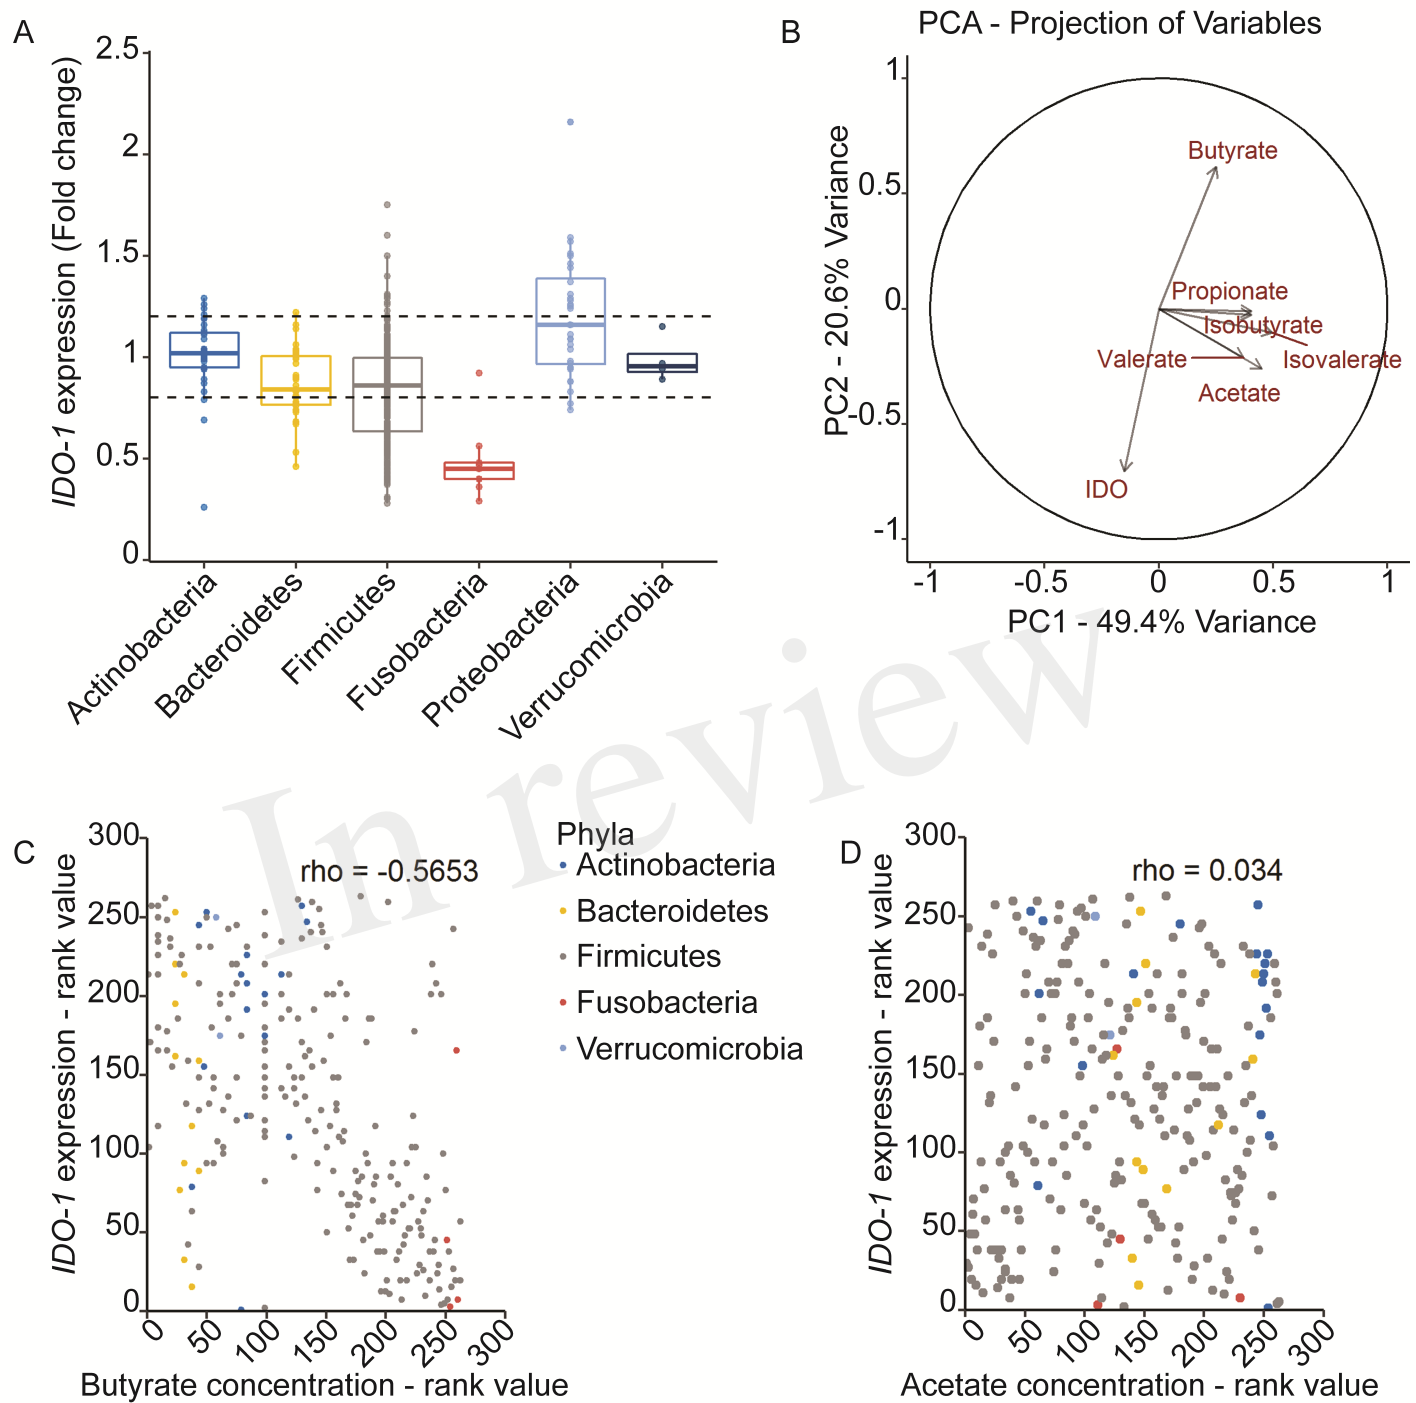 A
2.5
2
1.5
1
0.5
0
IDO-1 expression (Fold change)
Actinobacteria
Bacteroidetes
Firmicutes
Fusobacteria
Proteobacteria
Verrucomicrobia
B
PCA - Projection of Variables
1
0.5
0
-0.5
-1
PC2 - 20.6% Variance
Butyrate
Propionate
Isobutyrate
Valerate
Isovalerate
Acetate
IDO
-1
-0.5
0
0.5
1
PC1 - 49.4% Variance
In review
C
rho = -0.5653
300
250
200
150
100
50
0
IDO-1 expression - rank value
0
50
100
150
200
250
300
Butyrate concentration - rank value
Phyla
Actinobacteria
Bacteroidetes
Firmicutes
Fusobacteria
Verrucomicrobia
D
rho = 0.034
300
250
200
150
100
50
0
IDO-1 expression - rank value
0
50
100
150
200
250
300
Acetate concentration - rank value